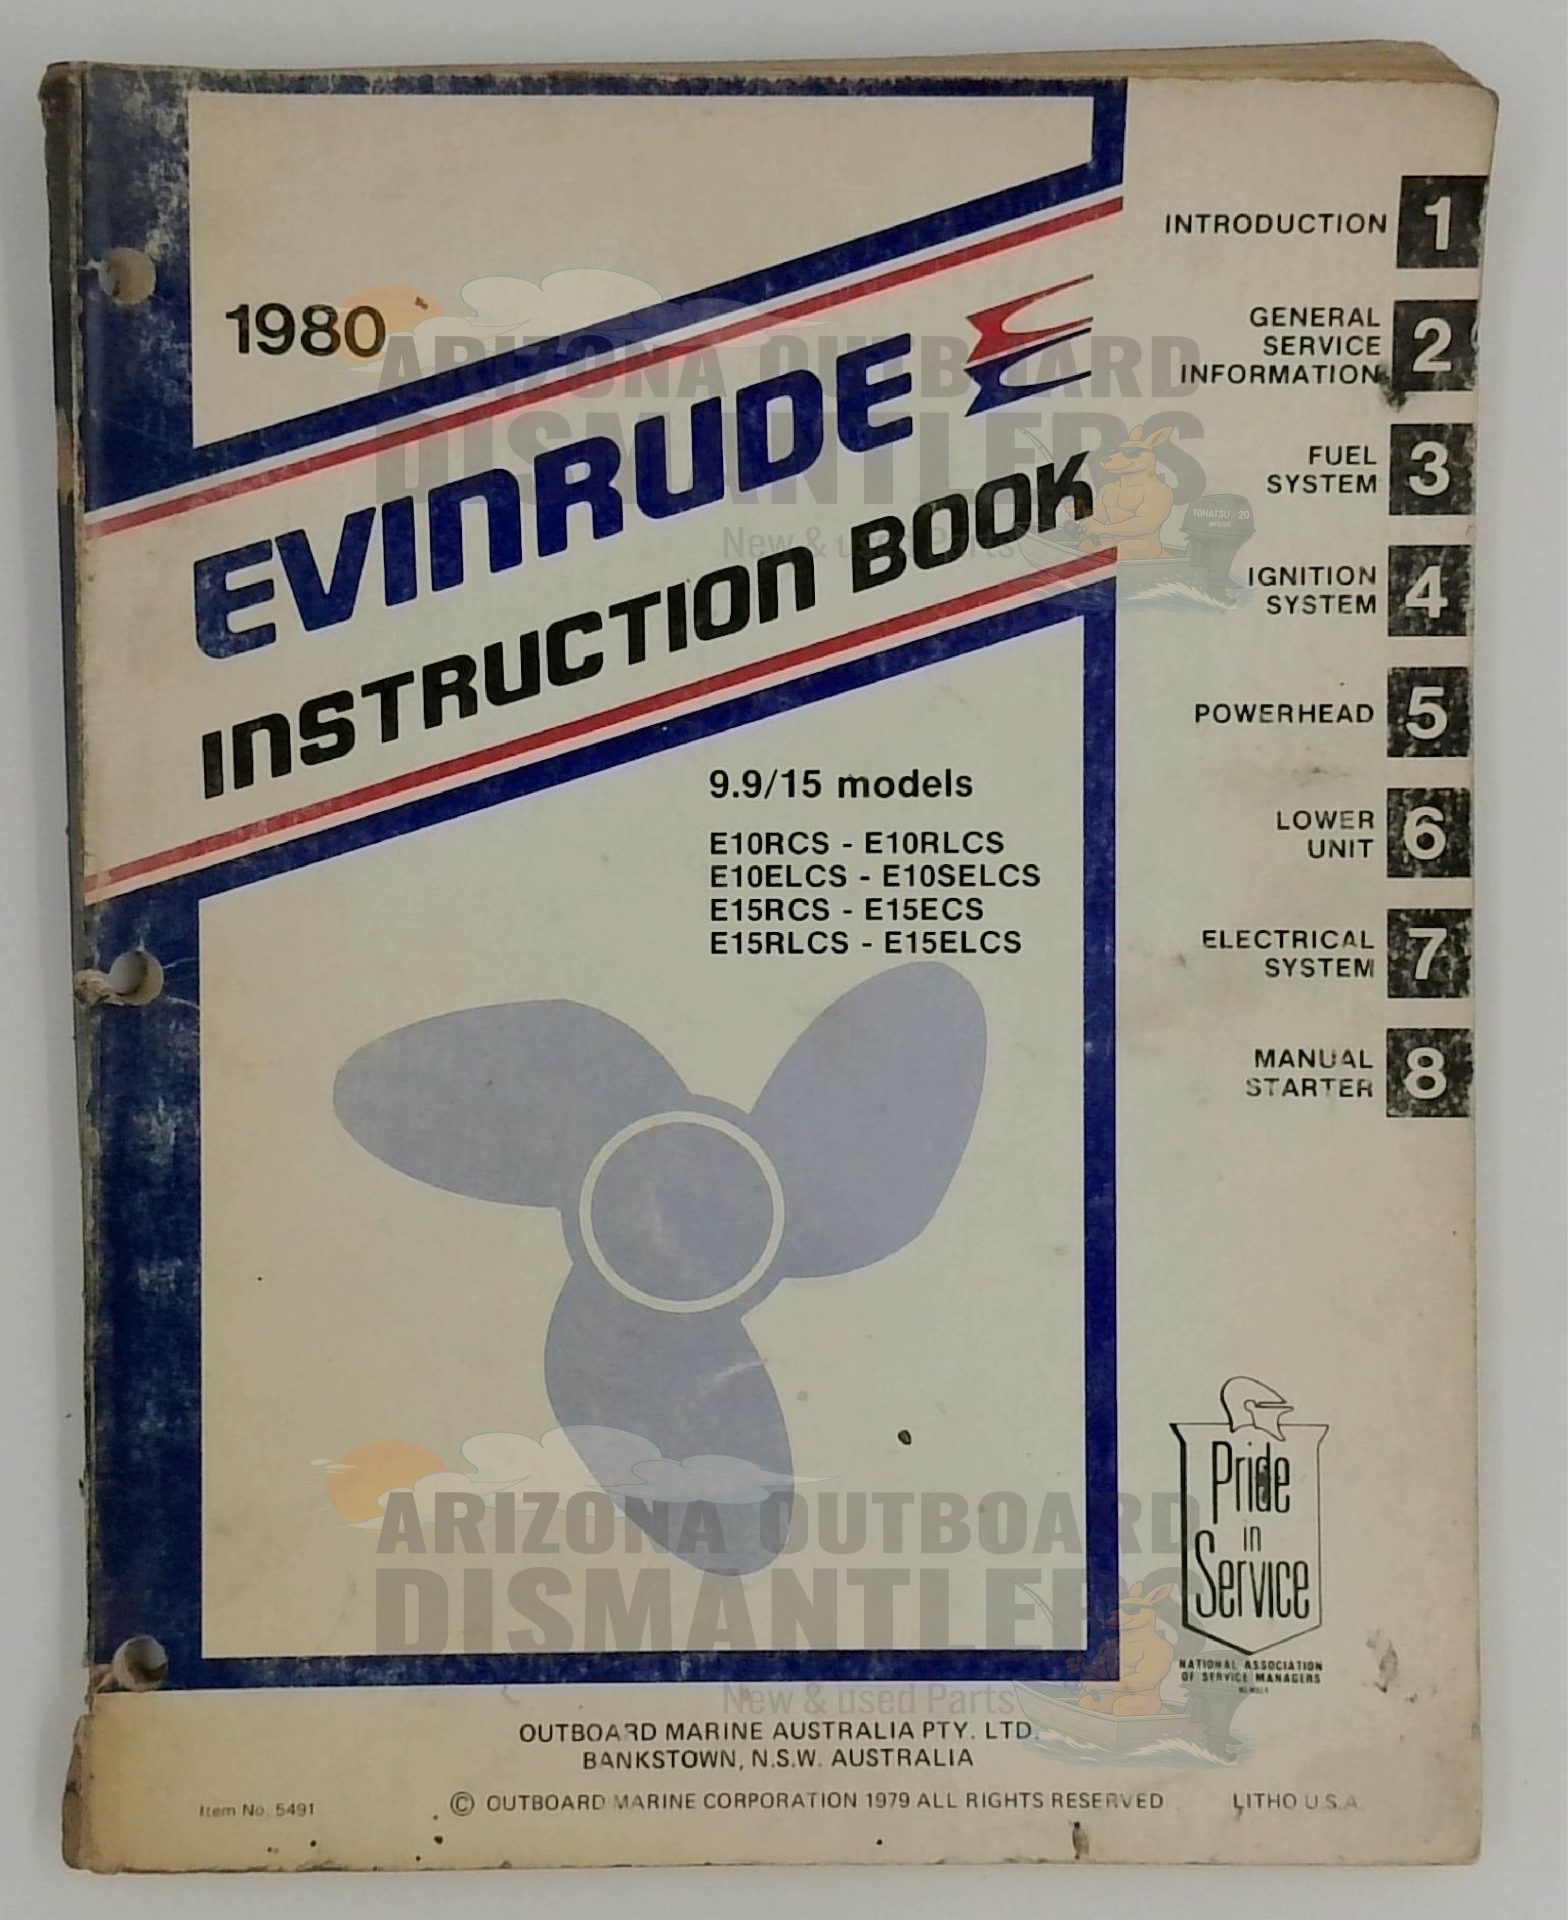 1980
EVINRUDE
INSTRUCTION BOOK
9.9/15 models
E10RCS - E10RLCS
E10ELCS - E10SELCS
E15RCS - E15ECS
E15RLCS - E15ELCS
INTRODUCTION 1
GENERAL
SERVICE 2
INFORMATION
FUEL
SYSTEM 3
IGNITION
SYSTEM 4
POWERHEAD 5
LOWER
UNIT 6
ELECTRICAL
SYSTEM 7
MANUAL
STARTER 8
Pride
in
Service
NATIONAL ASSOCIATION
OF SERVICE MANAGERS
OUTBOARD MARINE AUSTRALIA PTY. LTD.
BANKSTOWN, N.S.W. AUSTRALIA
Item No. 5491
© OUTBOARD MARINE CORPORATION 1979 ALL RIGHTS RESERVED
LITHO U.S.A.
ARIZONA OUTBOARD
DISMANTLERS
New & used Parts
TOHATSU 20
ARIZONA OUTBOARD
DISMANTLERS
New & used Parts